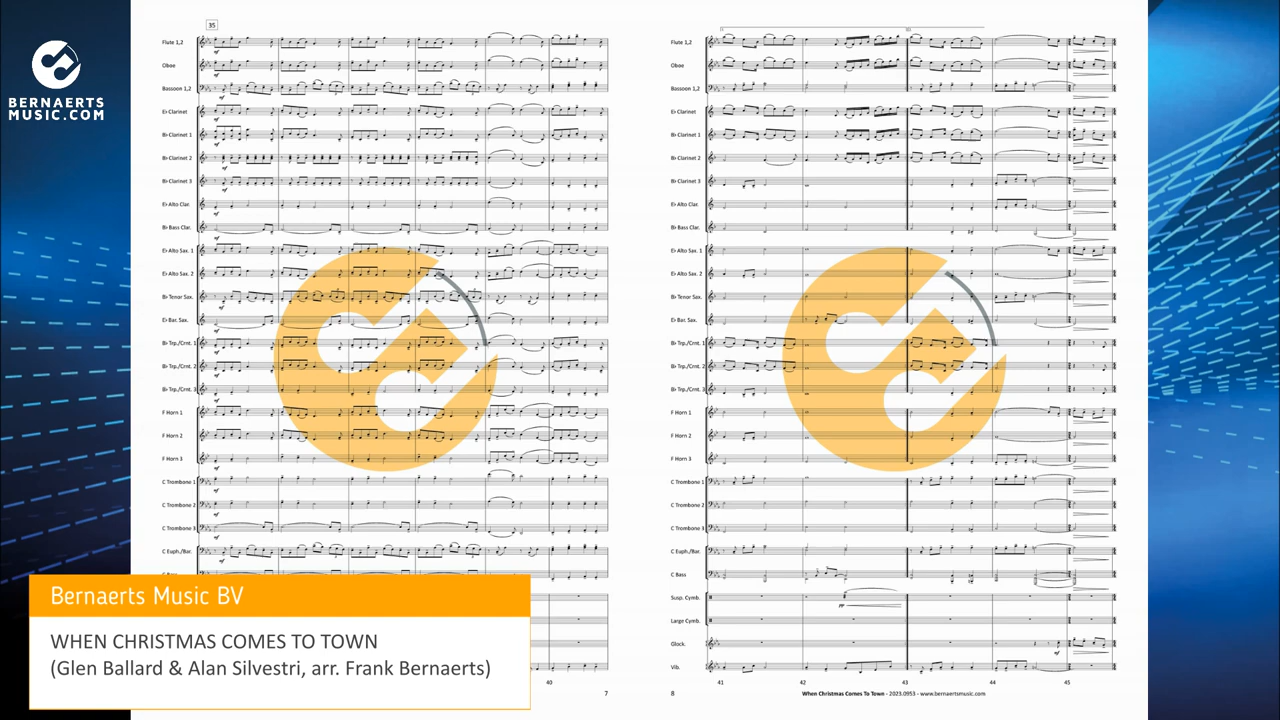 BERNAERTS
MUSIC.COM
35
Flute 1,2
Oboe
Bassoon 1,2
E♭ Clarinet
B♭ Clarinet 1
B♭ Clarinet 2
B♭ Clarinet 3
E♭ Alto Clar.
B♭ Bass Clar.
E♭ Alto Sax. 1
E♭ Alto Sax. 2
B♭ Tenor Sax.
E♭ Bar. Sax.
B♭ Trp./Crnt. 1
B♭ Trp./Crnt. 2
B♭ Trp./Crnt. 3
F Horn 1
F Horn 2
F Horn 3
C Trombone 1
C Trombone 2
C Trombone 3
C Euph./Bar.
40
7
Flute 1,2
Oboe
Bassoon 1,2
E♭ Clarinet
B♭ Clarinet 1
B♭ Clarinet 2
B♭ Clarinet 3
E♭ Alto Clar.
B♭ Bass Clar.
E♭ Alto Sax. 1
E♭ Alto Sax. 2
B♭ Tenor Sax.
E♭ Bar. Sax.
B♭ Trp./Crnt. 1
B♭ Trp./Crnt. 2
B♭ Trp./Crnt. 3
F Horn 1
F Horn 2
F Horn 3
C Trombone 1
C Trombone 2
C Trombone 3
C Euph./Bar.
C Bass
Susp. Cymb.
pp
Large Cymb.
Glock.
mf
Vib.
41 42 43 44 45
8 When Christmas Comes To Town - 2023.0953 - www.bernaertsmusic.com
Bernaerts Music BV
WHEN CHRISTMAS COMES TO TOWN
(Glen Ballard & Alan Silvestri, arr. Frank Bernaerts)